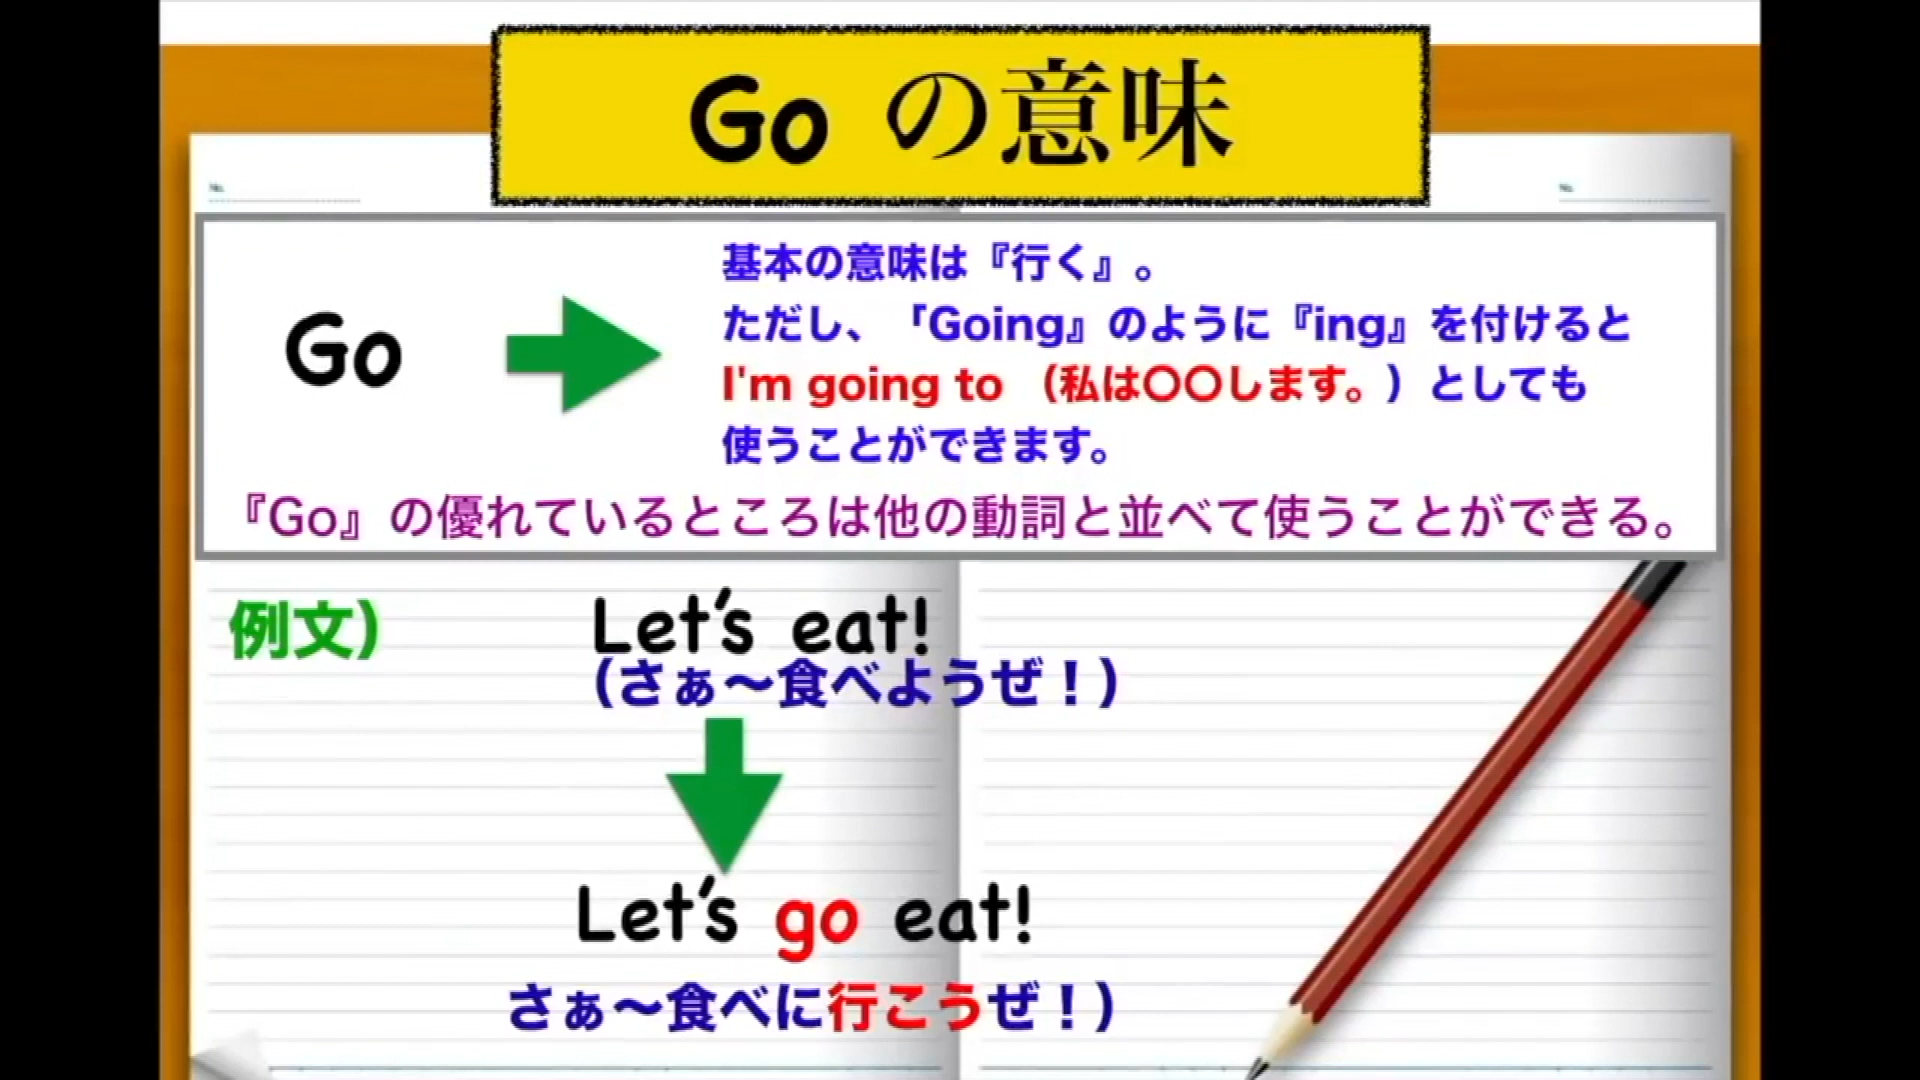 Go の意味
No.
No.
Go
基本の意味は『行く』。
ただし、「Going』のように『ing』を付けると
I'm going to （私は〇〇します。）としても
使うことができます。
『Go』の優れているところは他の動詞と並べて使うことができる。
例文）
Let's eat!
（さぁ〜食べようぜ！）
Let's go eat!
さぁ〜食べに行こうぜ！）